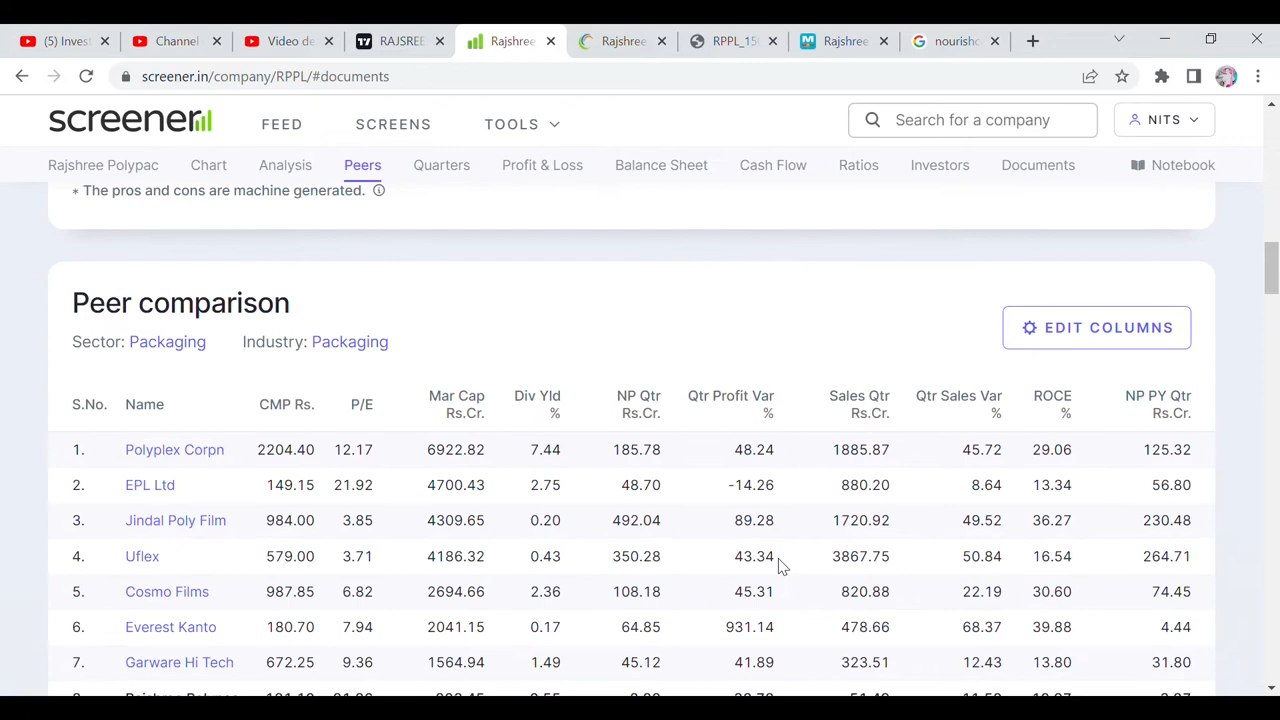 (5) Invest Channel Video de RAJSREE Rajshree Rajshree RPPL_15 Rajshree nourishc
screener.in/company/RPPL/#documents
screener FEED SCREENS TOOLS Search for a company NITS
Rajshree Polypac Chart Analysis Peers Quarters Profit & Loss Balance Sheet Cash Flow Ratios Investors Documents Notebook
* The pros and cons are machine generated.
Peer comparison
EDIT COLUMNS
Sector: Packaging Industry: Packaging
S.No. Name CMP Rs. P/E Mar Cap Rs.Cr. Div Yld % NP Qtr Rs.Cr. Qtr Profit Var % Sales Qtr Rs.Cr. Qtr Sales Var % ROCE % NP PY Qtr Rs.Cr.
1. Polyplex Corpn 2204.40 12.17 6922.82 7.44 185.78 48.24 1885.87 45.72 29.06 125.32
2. EPL Ltd 149.15 21.92 4700.43 2.75 48.70 -14.26 880.20 8.64 13.34 56.80
3. Jindal Poly Film 984.00 3.85 4309.65 0.20 492.04 89.28 1720.92 49.52 36.27 230.48
4. Uflex 579.00 3.71 4186.32 0.43 350.28 43.34 3867.75 50.84 16.54 264.71
5. Cosmo Films 987.85 6.82 2694.66 2.36 108.18 45.31 820.88 22.19 30.60 74.45
6. Everest Kanto 180.70 7.94 2041.15 0.17 64.85 931.14 478.66 68.37 39.88 4.44
7. Garware Hi Tech 672.25 9.36 1564.94 1.49 45.12 41.89 323.51 12.43 13.80 31.80